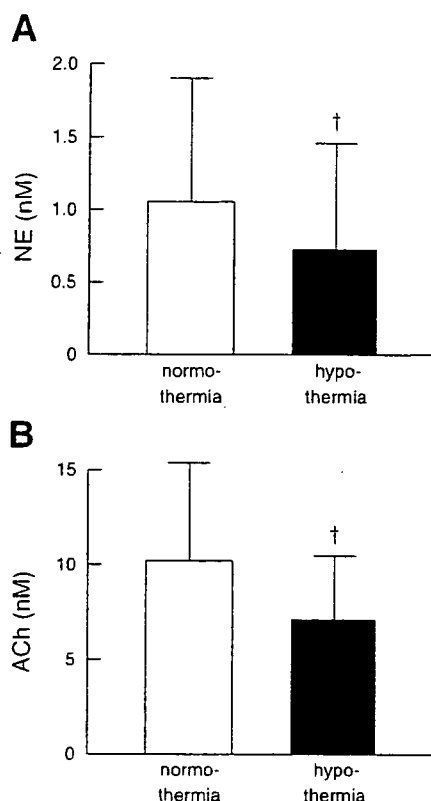 A
2.0
1.5
1.0
0.5
0
NE (nM)
†
normo-
thermia
hypo-
thermia
B
15
10
5
0
ACh (nM)
†
normo-
thermia
hypo-
thermia